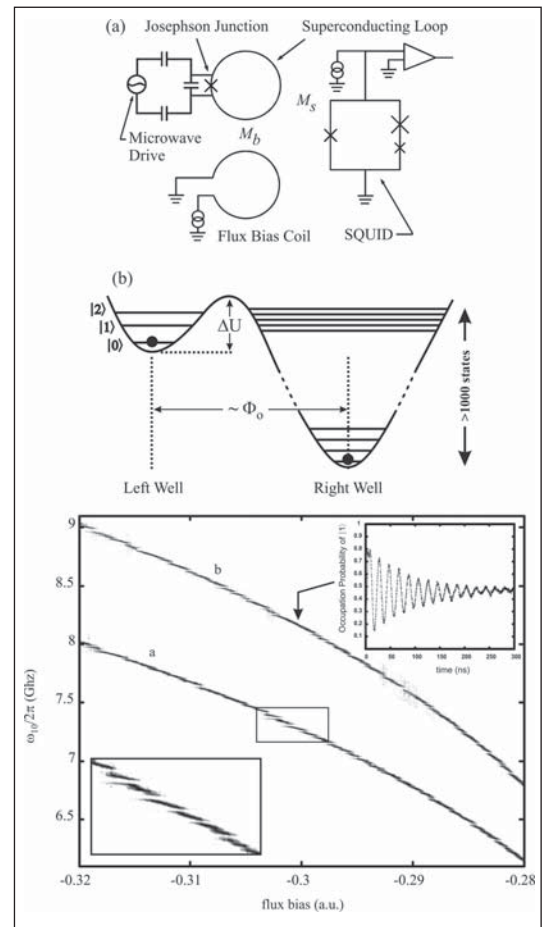 (a)
Josephson Junction
Superconducting Loop
Microwave
Drive
M_b
M_s
Flux Bias Coil
SQUID
(b)
|2⟩
|1⟩
|0⟩
ΔU
~ Φ_o
>1000 states
Left Well
Right Well
9
8.5
8
7.5
7
6.5
ω_10/2π (Ghz)
b
a
Occupation Probability of |1⟩
1
0.9
0.8
0.7
0.6
0.5
0.4
0.3
0.2
0.1
0
50
100
150
200
250
300
time (ns)
-0.32
-0.31
-0.3
-0.29
-0.28
flux bias (a.u.)